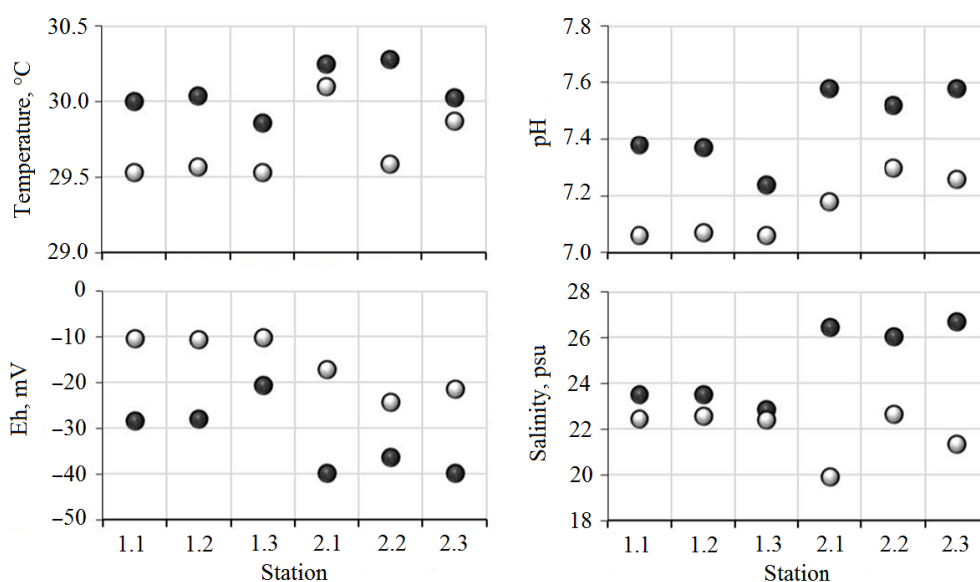 Temperature, °C
30.5
30.0
29.5
29.0
pH
7.8
7.6
7.4
7.2
7.0
Eh, mV
0
−10
−20
−30
−40
−50
1.1 1.2 1.3 2.1 2.2 2.3
Station
Salinity, psu
28
26
24
22
20
18
1.1 1.2 1.3 2.1 2.2 2.3
Station